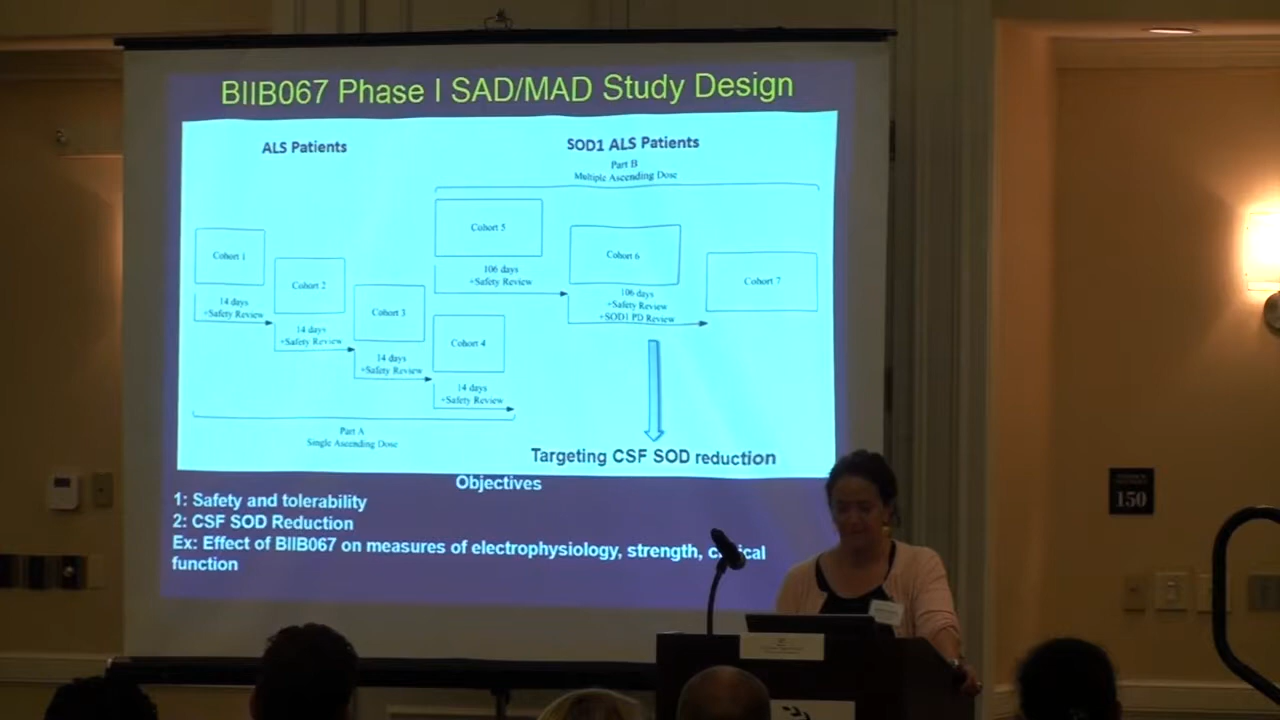 BIIB067 Phase I SAD/MAD Study Design
ALS Patients
SOD1 ALS Patients
Part B
Multiple Ascending Dose
Cohort 1
14 days
+Safety Review
Cohort 2
14 days
+Safety Review
Cohort 3
14 days
+Safety Review
Cohort 4
14 days
+Safety Review
Part A
Single Ascending Dose
Cohort 5
106 days
+Safety Review
Cohort 6
106 days
+Safety Review
+SOD1 PD Review
Cohort 7
Targeting CSF SOD reduction
Objectives
1: Safety and tolerability
2: CSF SOD Reduction
Ex: Effect of BIIB067 on measures of electrophysiology, strength,
function
150